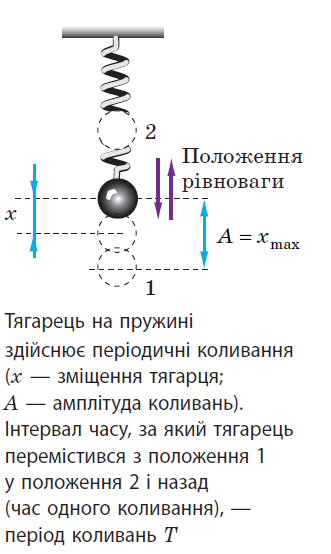 2
Положення
рівноваги
x
A = x max
1
Тягарець на пружині
здійснює періодичні коливання
(x — зміщення тягарця;
A — амплітуда коливань).
Інтервал часу, за який тягарець
перемістився з положення 1
у положення 2 і назад
(час одного коливання), —
період коливань T